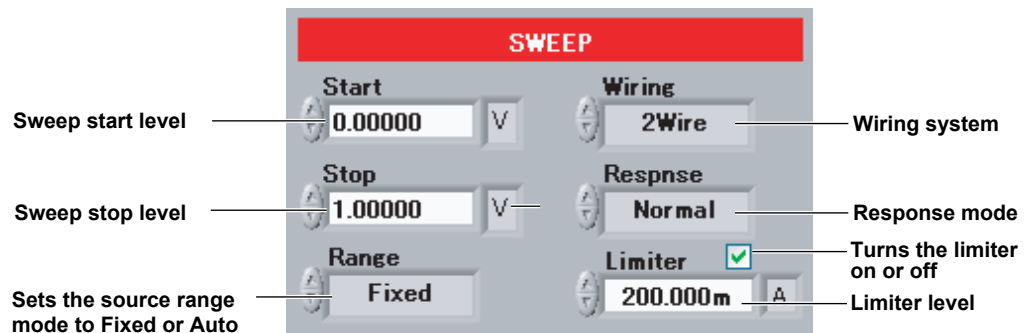 SWEEP
Start
Wiring
Sweep start level
0.00000 V
2Wire
Wiring system
Stop
Respnse
Sweep stop level
1.00000 V
Normal
Response mode
Range
Limiter
Turns the limiter
on or off
Sets the source range
mode to Fixed or Auto
Fixed
200.000m A
Limiter level